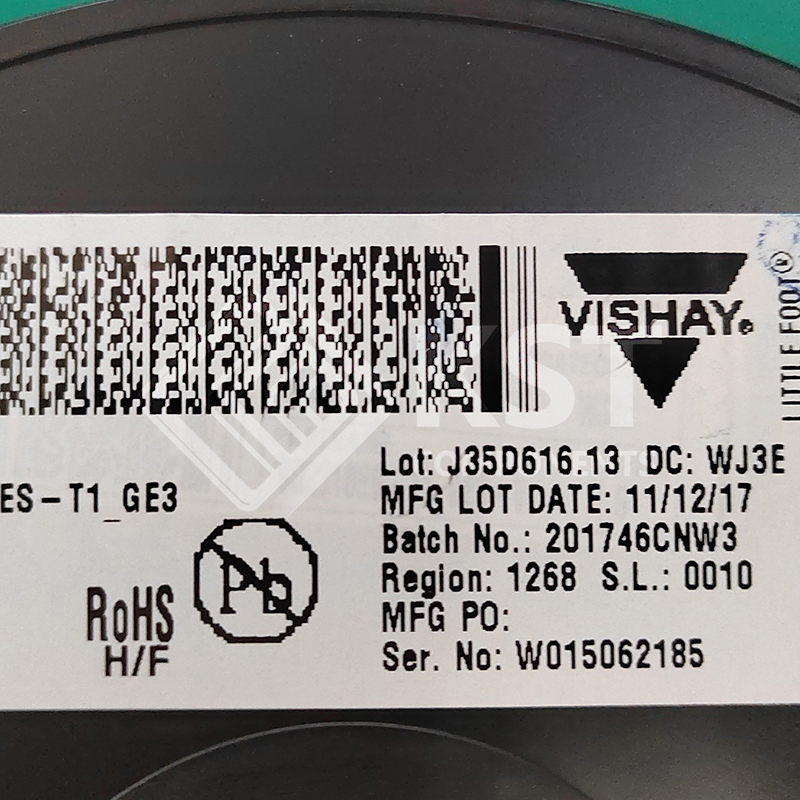 VISHAY®
LITTLE FOOT®
KST
COMPONENTS
Lot: J35D616.13 DC: WJ3E
ES-T1_GE3
MFG LOT DATE: 11/12/17
Batch No.: 201746CNW3
Pb
Region: 1268 S.L.: 0010
RoHS
MFG PO:
H/F
Ser. No: W015062185